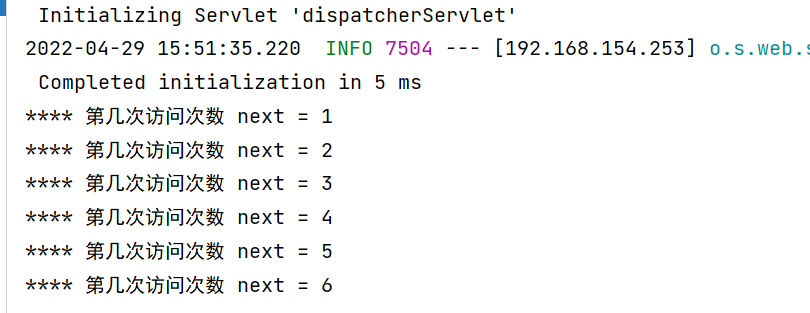 Initializing Servlet 'dispatcherServlet'
2022-04-29 15:51:35.220  INFO 7504 --- [192.168.154.253] o.s.web.s
Completed initialization in 5 ms
**** 第几次访问次数 next = 1
**** 第几次访问次数 next = 2
**** 第几次访问次数 next = 3
**** 第几次访问次数 next = 4
**** 第几次访问次数 next = 5
**** 第几次访问次数 next = 6